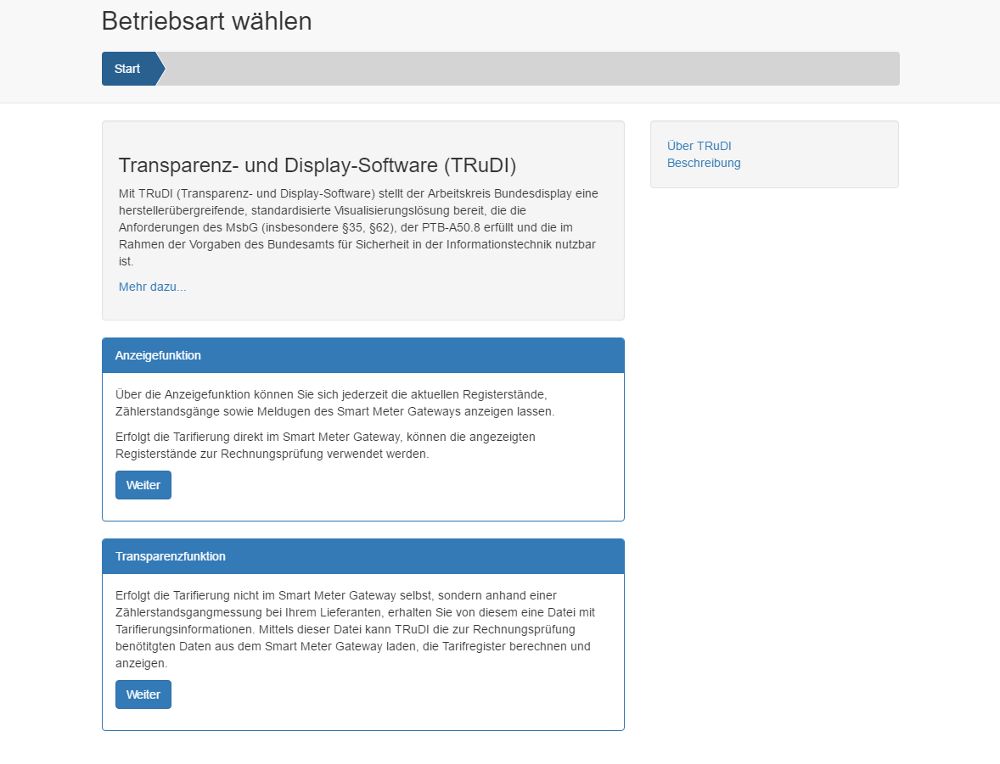 Betriebsart wählen
Start
Transparenz- und Display-Software (TRuDI)
Mit TRuDI (Transparenz- und Display-Software) stellt der Arbeitskreis Bundesdisplay eine
herstellerübergreifende, standardisierte Visualisierungslösung bereit, die die
Anforderungen des MsbG (insbesondere §35, §62), der PTB-A50.8 erfüllt und die im
Rahmen der Vorgaben des Bundesamts für Sicherheit in der Informationstechnik nutzbar
ist.
Mehr dazu...
Über TRuDI
Beschreibung
Anzeigefunktion
Über die Anzeigefunktion können Sie sich jederzeit die aktuellen Registerstände,
Zählerstandsgänge sowie Meldugen des Smart Meter Gateways anzeigen lassen.
Erfolgt die Tarifierung direkt im Smart Meter Gateway, können die angezeigten
Registerstände zur Rechnungsprüfung verwendet werden.
Weiter
Transparenzfunktion
Erfolgt die Tarifierung nicht im Smart Meter Gateway selbst, sondern anhand einer
Zählerstandsgangmessung bei Ihrem Lieferanten, erhalten Sie von diesem eine Datei mit
Tarifierungsinformationen. Mittels dieser Datei kann TRuDI die zur Rechnungsprüfung
benötitgten Daten aus dem Smart Meter Gateway laden, die Tarifregister berechnen und
anzeigen.
Weiter